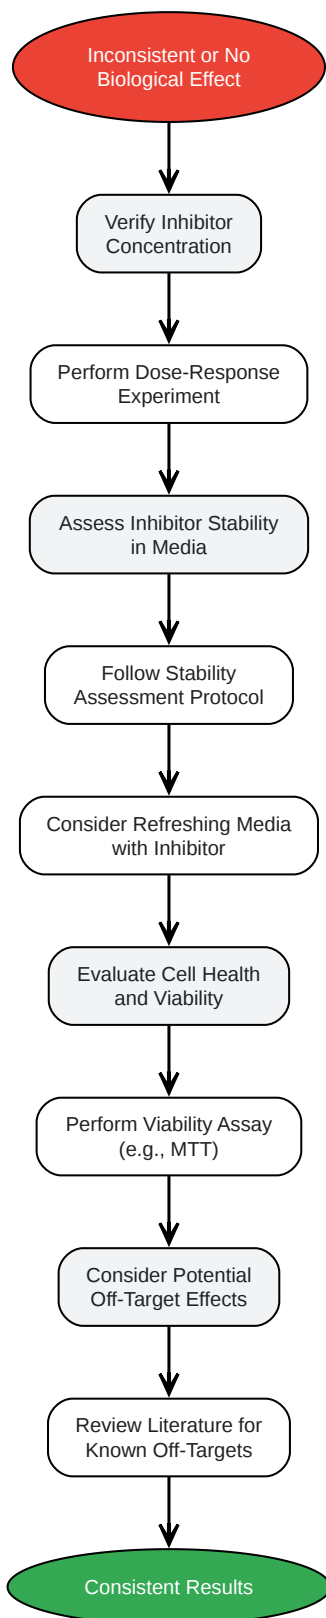 Inconsistent or No
Biological Effect
Verify Inhibitor
Concentration
Perform Dose-Response
Experiment
Assess Inhibitor Stability
in Media
Follow Stability
Assessment Protocol
Consider Refreshing Media
with Inhibitor
Evaluate Cell Health
and Viability
Perform Viability Assay
(e.g., MTT)
Consider Potential
Off-Target Effects
Review Literature for
Known Off-Targets
Consistent Results